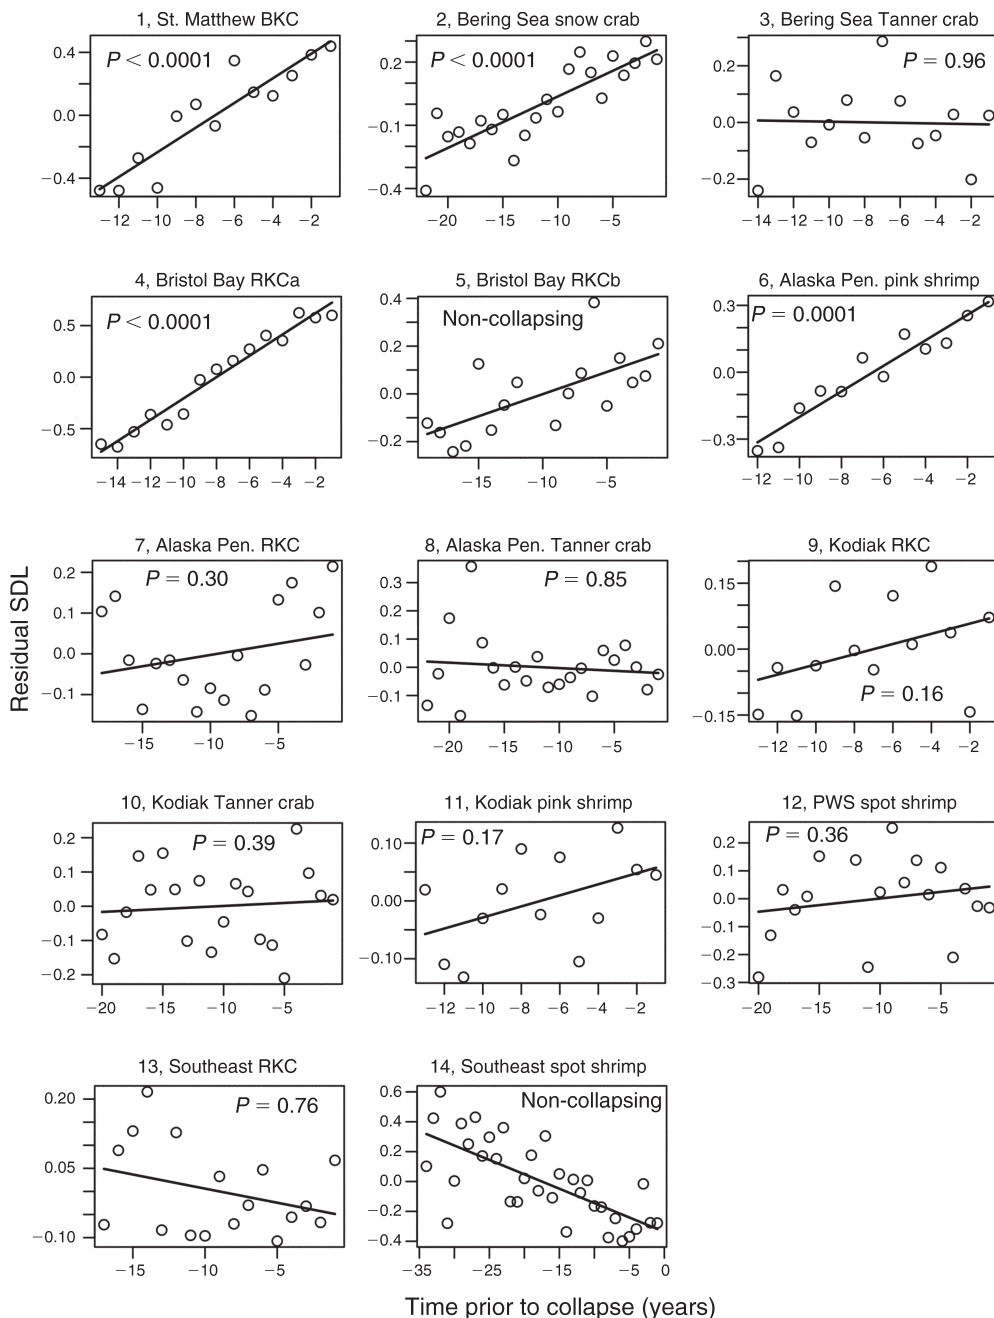 1, St. Matthew BKC
P < 0.0001
0.4
0.0
−0.4
−12 −10 −8 −6 −4 −2
2, Bering Sea snow crab
P < 0.0001
0.2
−0.1
−0.4
−20 −15 −10 −5
3, Bering Sea Tanner crab
P = 0.96
0.2
0.0
−0.2
−14 −12 −10 −8 −6 −4 −2
4, Bristol Bay RKCa
P < 0.0001
0.5
0.0
−0.5
−14 −12 −10 −8 −6 −4 −2
5, Bristol Bay RKCb
Non-collapsing
0.4
0.2
0.0
−0.2
−15 −10 −5
6, Alaska Pen. pink shrimp
P = 0.0001
0.3
0.0
−0.3
−12 −10 −8 −6 −4 −2
Residual SDL
7, Alaska Pen. RKC
P = 0.30
0.2
0.1
0.0
−0.1
−15 −10 −5
8, Alaska Pen. Tanner crab
P = 0.85
0.3
0.2
0.0
−0.1
−20 −15 −10 −5
9, Kodiak RKC
P = 0.16
0.15
0.00
−0.15
−12 −10 −8 −6 −4 −2
10, Kodiak Tanner crab
P = 0.39
0.2
0.1
0.0
−0.1
−0.2
−20 −15 −10 −5
11, Kodiak pink shrimp
P = 0.17
0.10
0.00
−0.10
−12 −10 −8 −6 −4 −2
12, PWS spot shrimp
P = 0.36
0.2
0.1
0.0
−0.1
−0.2
−0.3
−20 −15 −10 −5
13, Southeast RKC
P = 0.76
0.20
0.05
−0.10
−15 −10 −5
14, Southeast spot shrimp
Non-collapsing
0.6
0.4
0.2
0.0
−0.2
−0.4
−35 −25 −15 −5 0
Time prior to collapse (years)